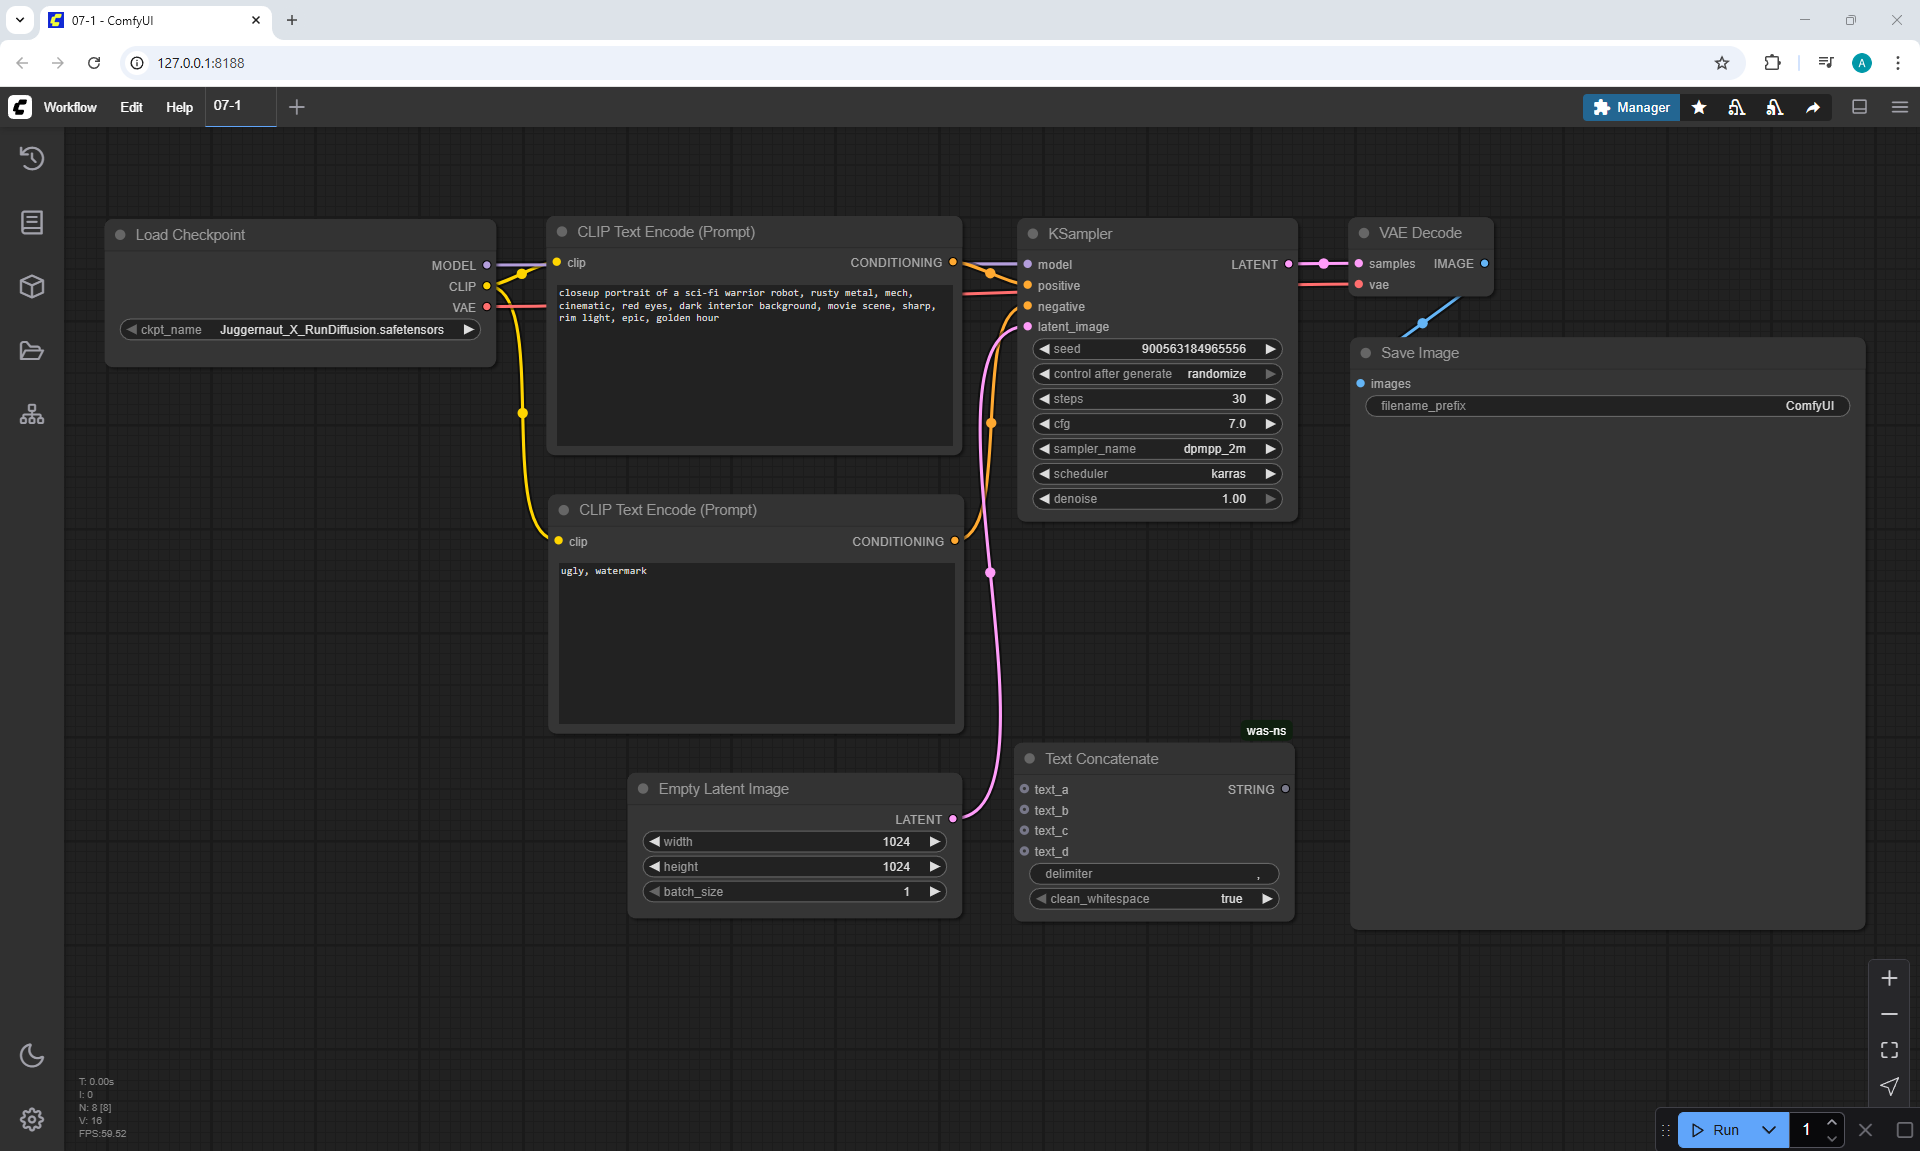 07-1 - ComfyUI
127.0.0.1:8188
A
Workflow Edit Help 07-1
Manager
Load Checkpoint
MODEL
CLIP
VAE
ckpt_name Juggernaut_X_RunDiffusion.safetensors
CLIP Text Encode (Prompt)
clip CONDITIONING
closeup portrait of a sci-fi warrior robot, rusty metal, mech,
cinematic, red eyes, dark interior background, movie scene, sharp,
rim light, epic, golden hour
CLIP Text Encode (Prompt)
clip CONDITIONING
ugly, watermark
Empty Latent Image
LATENT
width 1024
height 1024
batch_size 1
KSampler
model LATENT
positive
negative
latent_image
seed 900563184965556
control after generate randomize
steps 30
cfg 7.0
sampler_name dpmpp_2m
scheduler karras
denoise 1.00
was-ns
Text Concatenate
text_a STRING
text_b
text_c
text_d
delimiter ,
clean_whitespace true
VAE Decode
samples IMAGE
vae
Save Image
images
filename_prefix ComfyUI
T: 0.00s
I: 0
N: 8 [8]
V: 16
FPS:59.52
Run 1